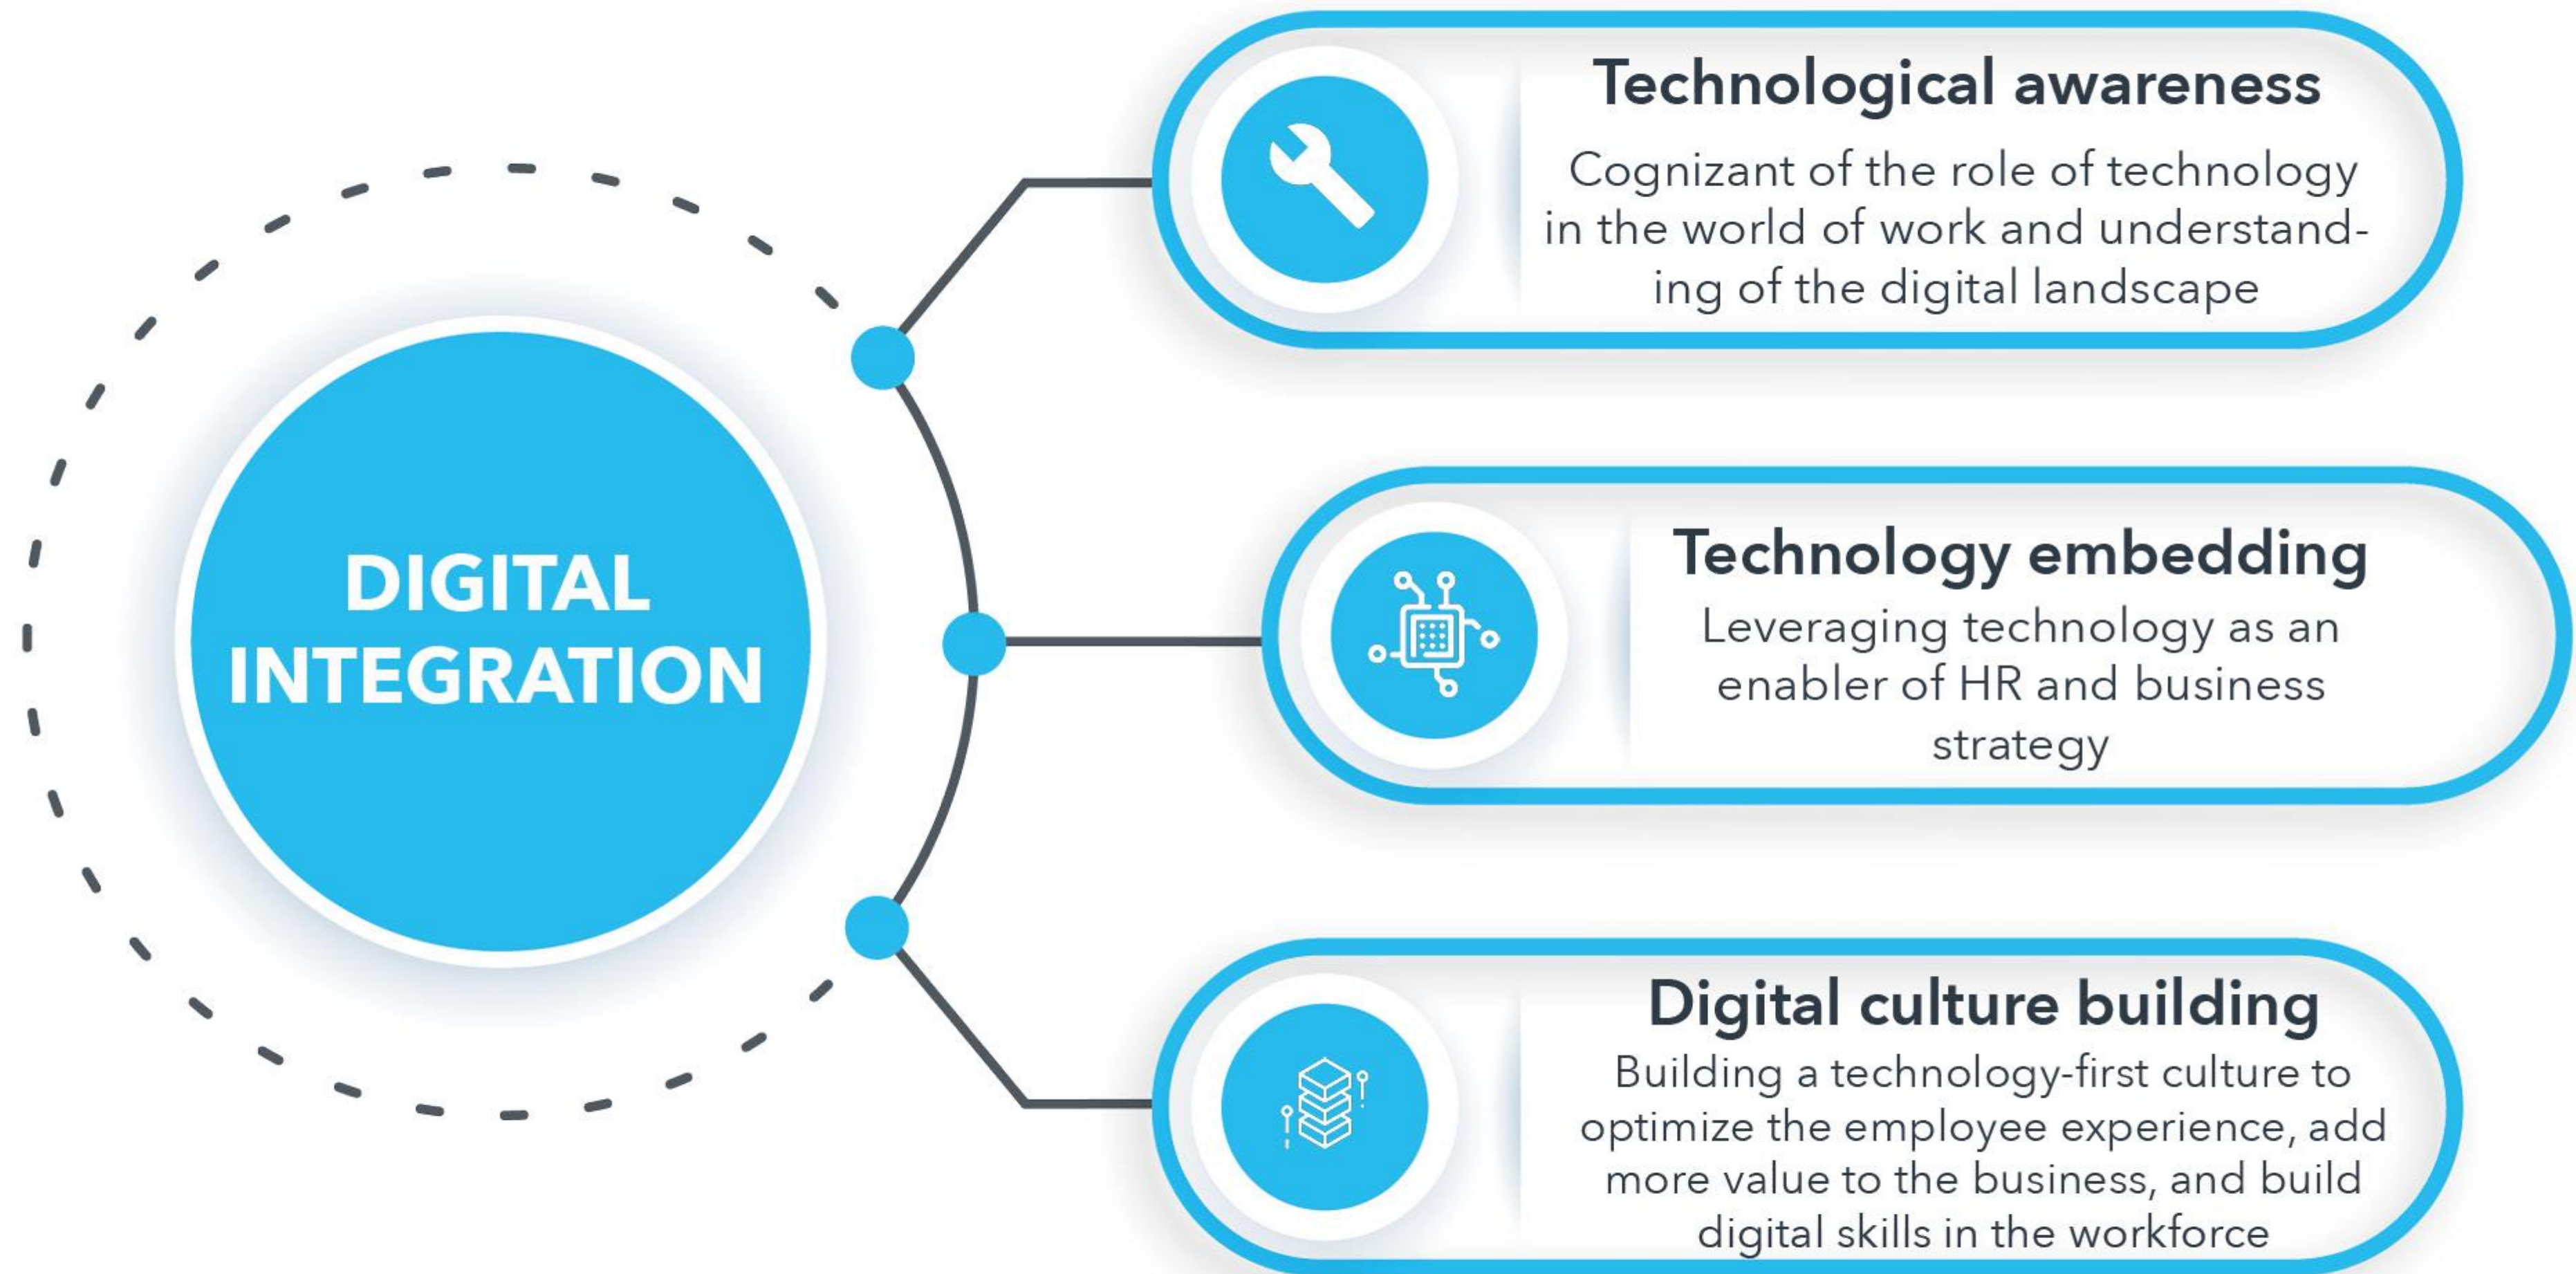 DIGITAL
INTEGRATION
Technological awareness
Cognizant of the role of technology
in the world of work and understand-
ing of the digital landscape
Technology embedding
Leveraging technology as an
enabler of HR and business
strategy
Digital culture building
Building a technology-first culture to
optimize the employee experience, add
more value to the business, and build
digital skills in the workforce